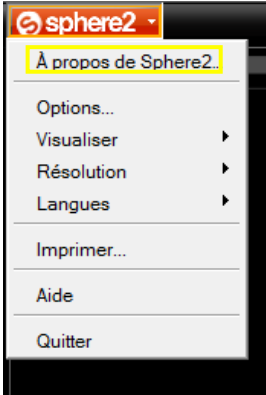 sphere2
À propos de Sphere2..
Options...
Visualiser
Résolution
Langues
Imprimer...
Aide
Quitter